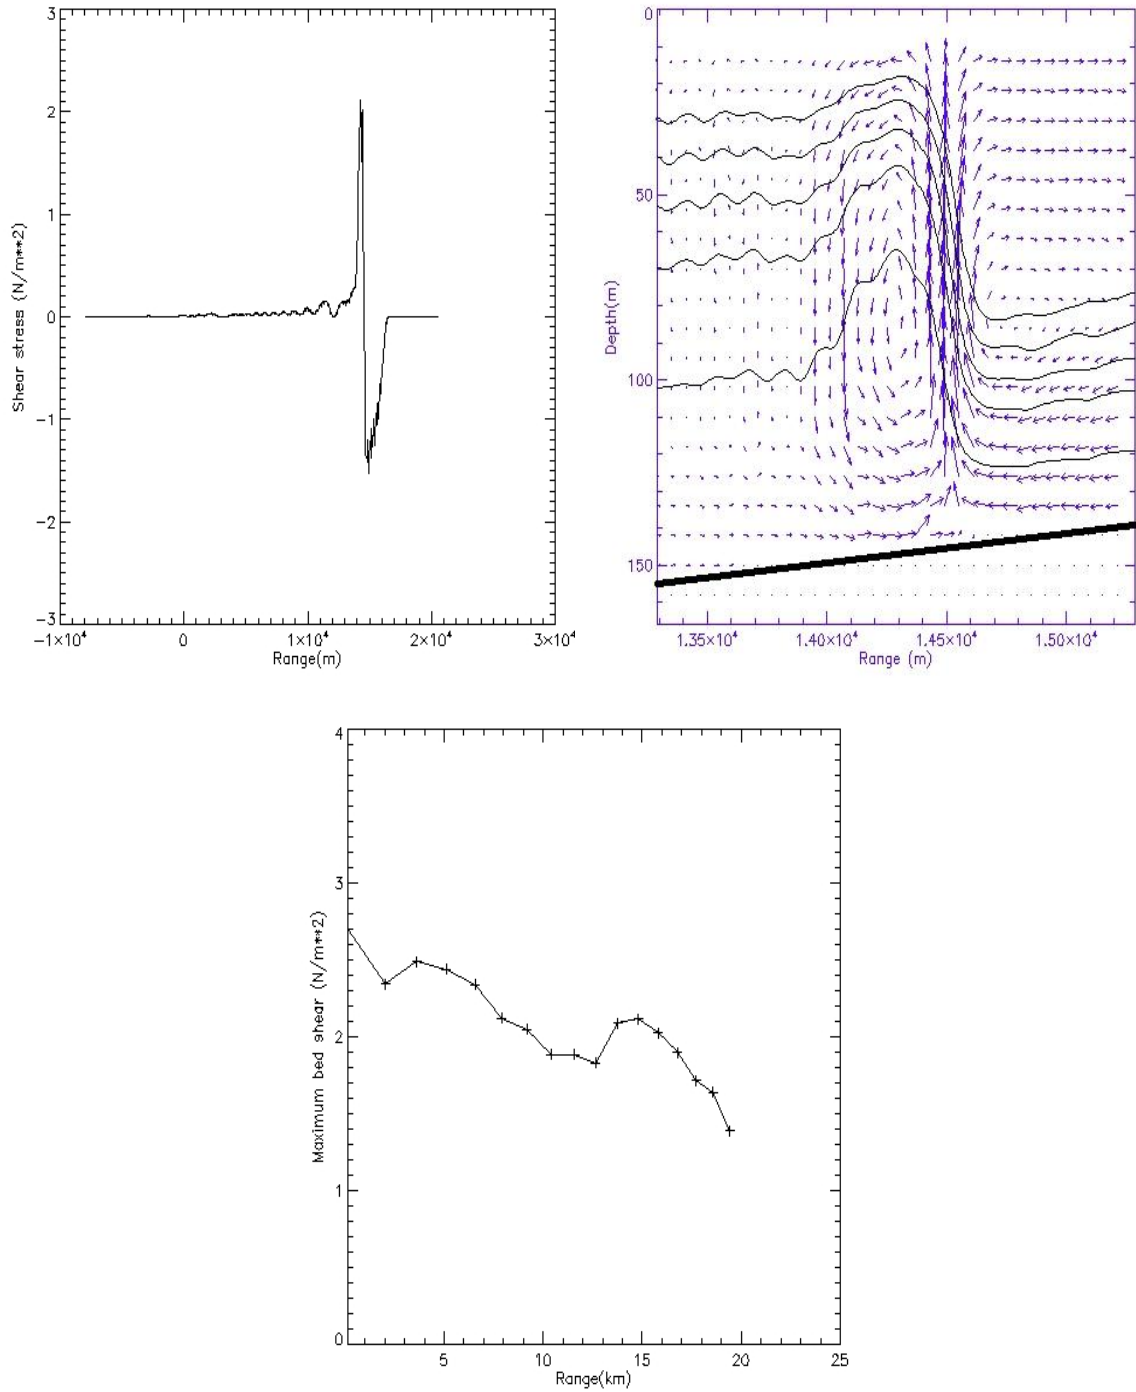 3
2
1
0
-1
-2
-3
Shear stress (N/m**2)
-1×10⁴ 0 1×10⁴ 2×10⁴ 3×10⁴
Range(m)
0
50
100
150
Depth(m)
1.35×10⁴ 1.40×10⁴ 1.45×10⁴ 1.50×10⁴
Range (m)
4
3
2
1
0
Maximum bed shear (N/m**2)
5 10 15 20 25
Range(km)